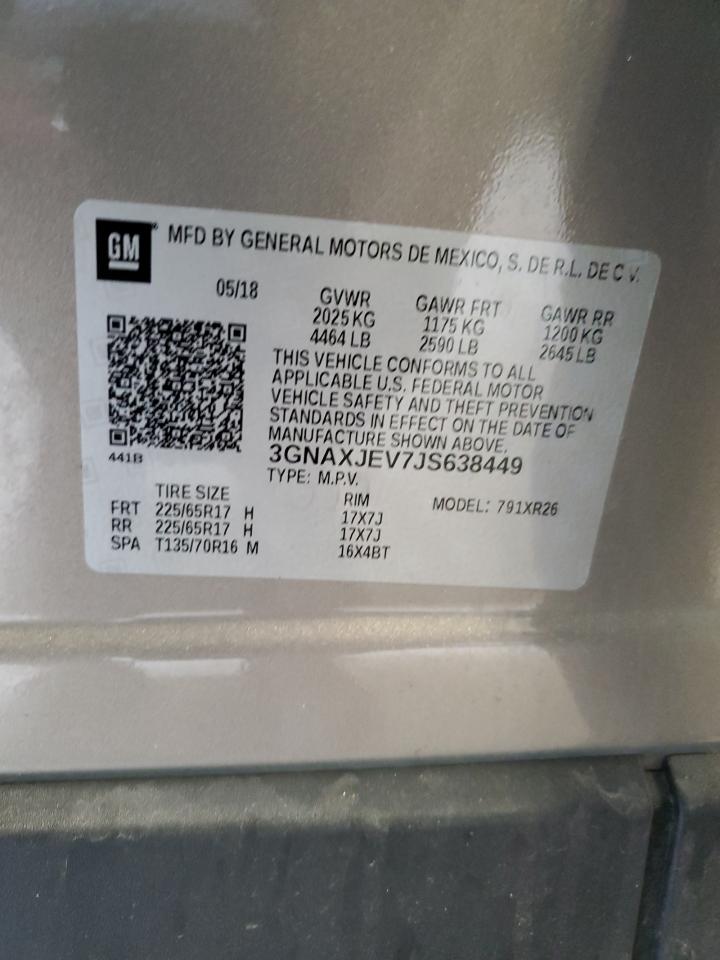 GM
MFD BY GENERAL MOTORS DE MEXICO, S. DE R.L. DE C.V.
05/18
GVWR GAWR FRT GAWR RR
2025 KG 1175 KG 1200 KG
4464 LB 2590 LB 2645 LB
THIS VEHICLE CONFORMS TO ALL
APPLICABLE U.S. FEDERAL MOTOR
VEHICLE SAFETY AND THEFT PREVENTION
STANDARDS IN EFFECT ON THE DATE OF
MANUFACTURE SHOWN ABOVE.
441B
3GNAXJEV7JS638449
TYPE: M.P.V.
TIRE SIZE RIM MODEL: 791XR26
FRT 225/65R17 H 17X7J
RR 225/65R17 H 17X7J
SPA T135/70R16 M 16X4BT